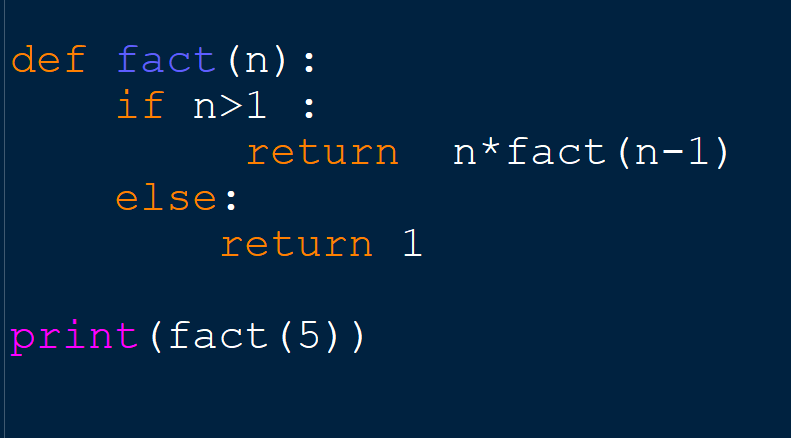 def fact(n):
    if n>1 :
         return  n*fact(n-1)
    else:
        return 1

print(fact(5))